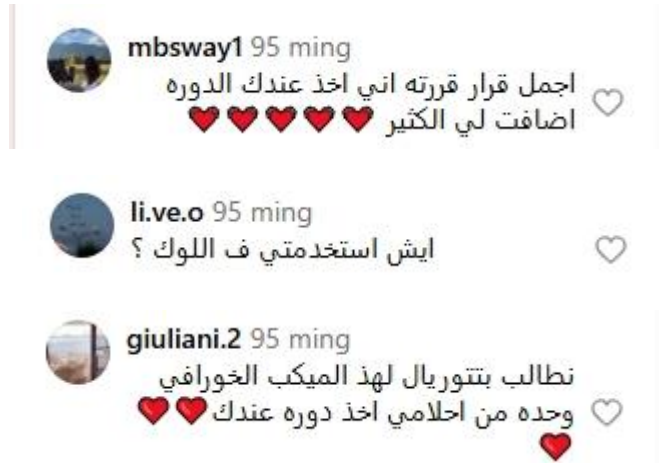 mbsway1 95 ming
اجمل قرار قررته اني اخذ عندك الدوره
اضافت لي الكثير ❤❤❤❤❤
li.ve.o 95 ming
ايش استخدمتي ف اللوك ؟
giuliani.2 95 ming
نطالب بتتوريال لهذ الميكب الخورافي
وحده من احلامي اخذ دوره عندك❤❤
❤